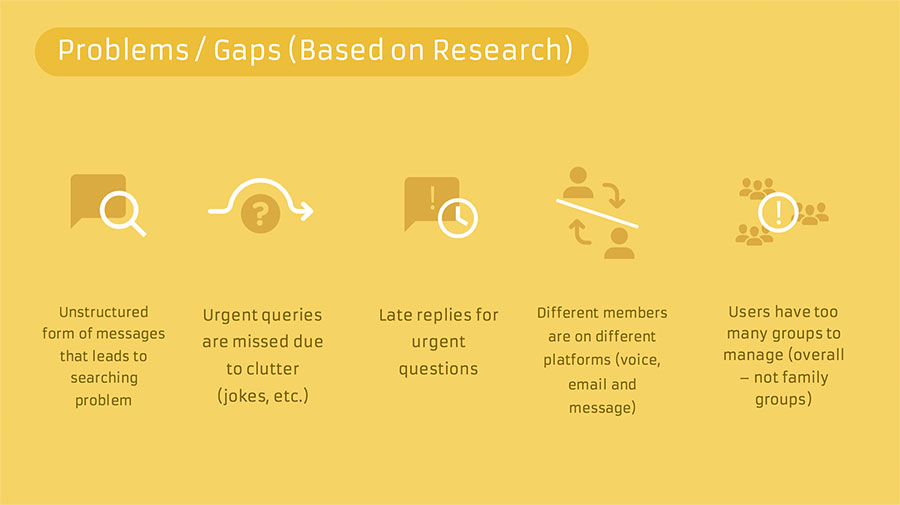 Problems / Gaps (Based on Research)
Unstructured
form of messages
that leads to
searching
problem
Urgent queries
are missed due
to clutter
(jokes, etc.)
Late replies for
urgent
questions
Different members
are on different
platforms (voice,
email and
message)
Users have too
many groups to
manage (overall
– not family
groups)
?
!
!